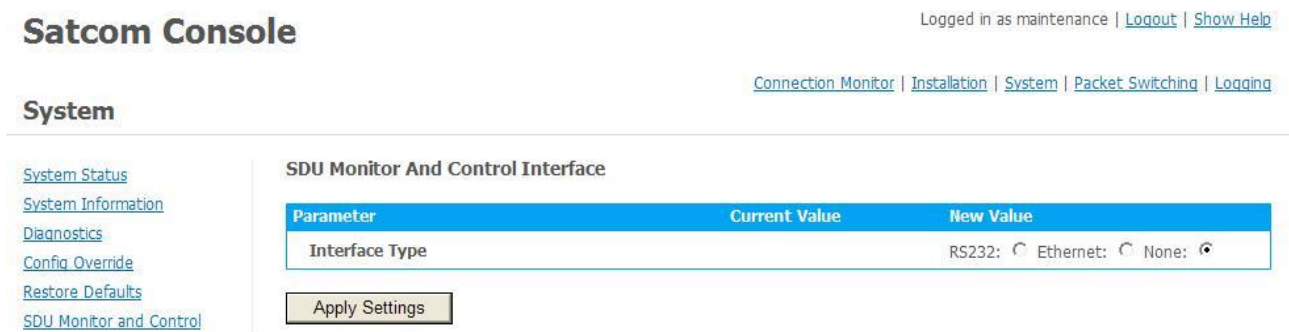 Satcom Console
Logged in as maintenance | Logout | Show Help
Connection Monitor | Installation | System | Packet Switching | Logging
System
System Status
System Information
Diagnostics
Config Override
Restore Defaults
SDU Monitor and Control
SDU Monitor And Control Interface
Parameter Current Value New Value
Interface Type RS232: Ethernet: None:
Apply Settings